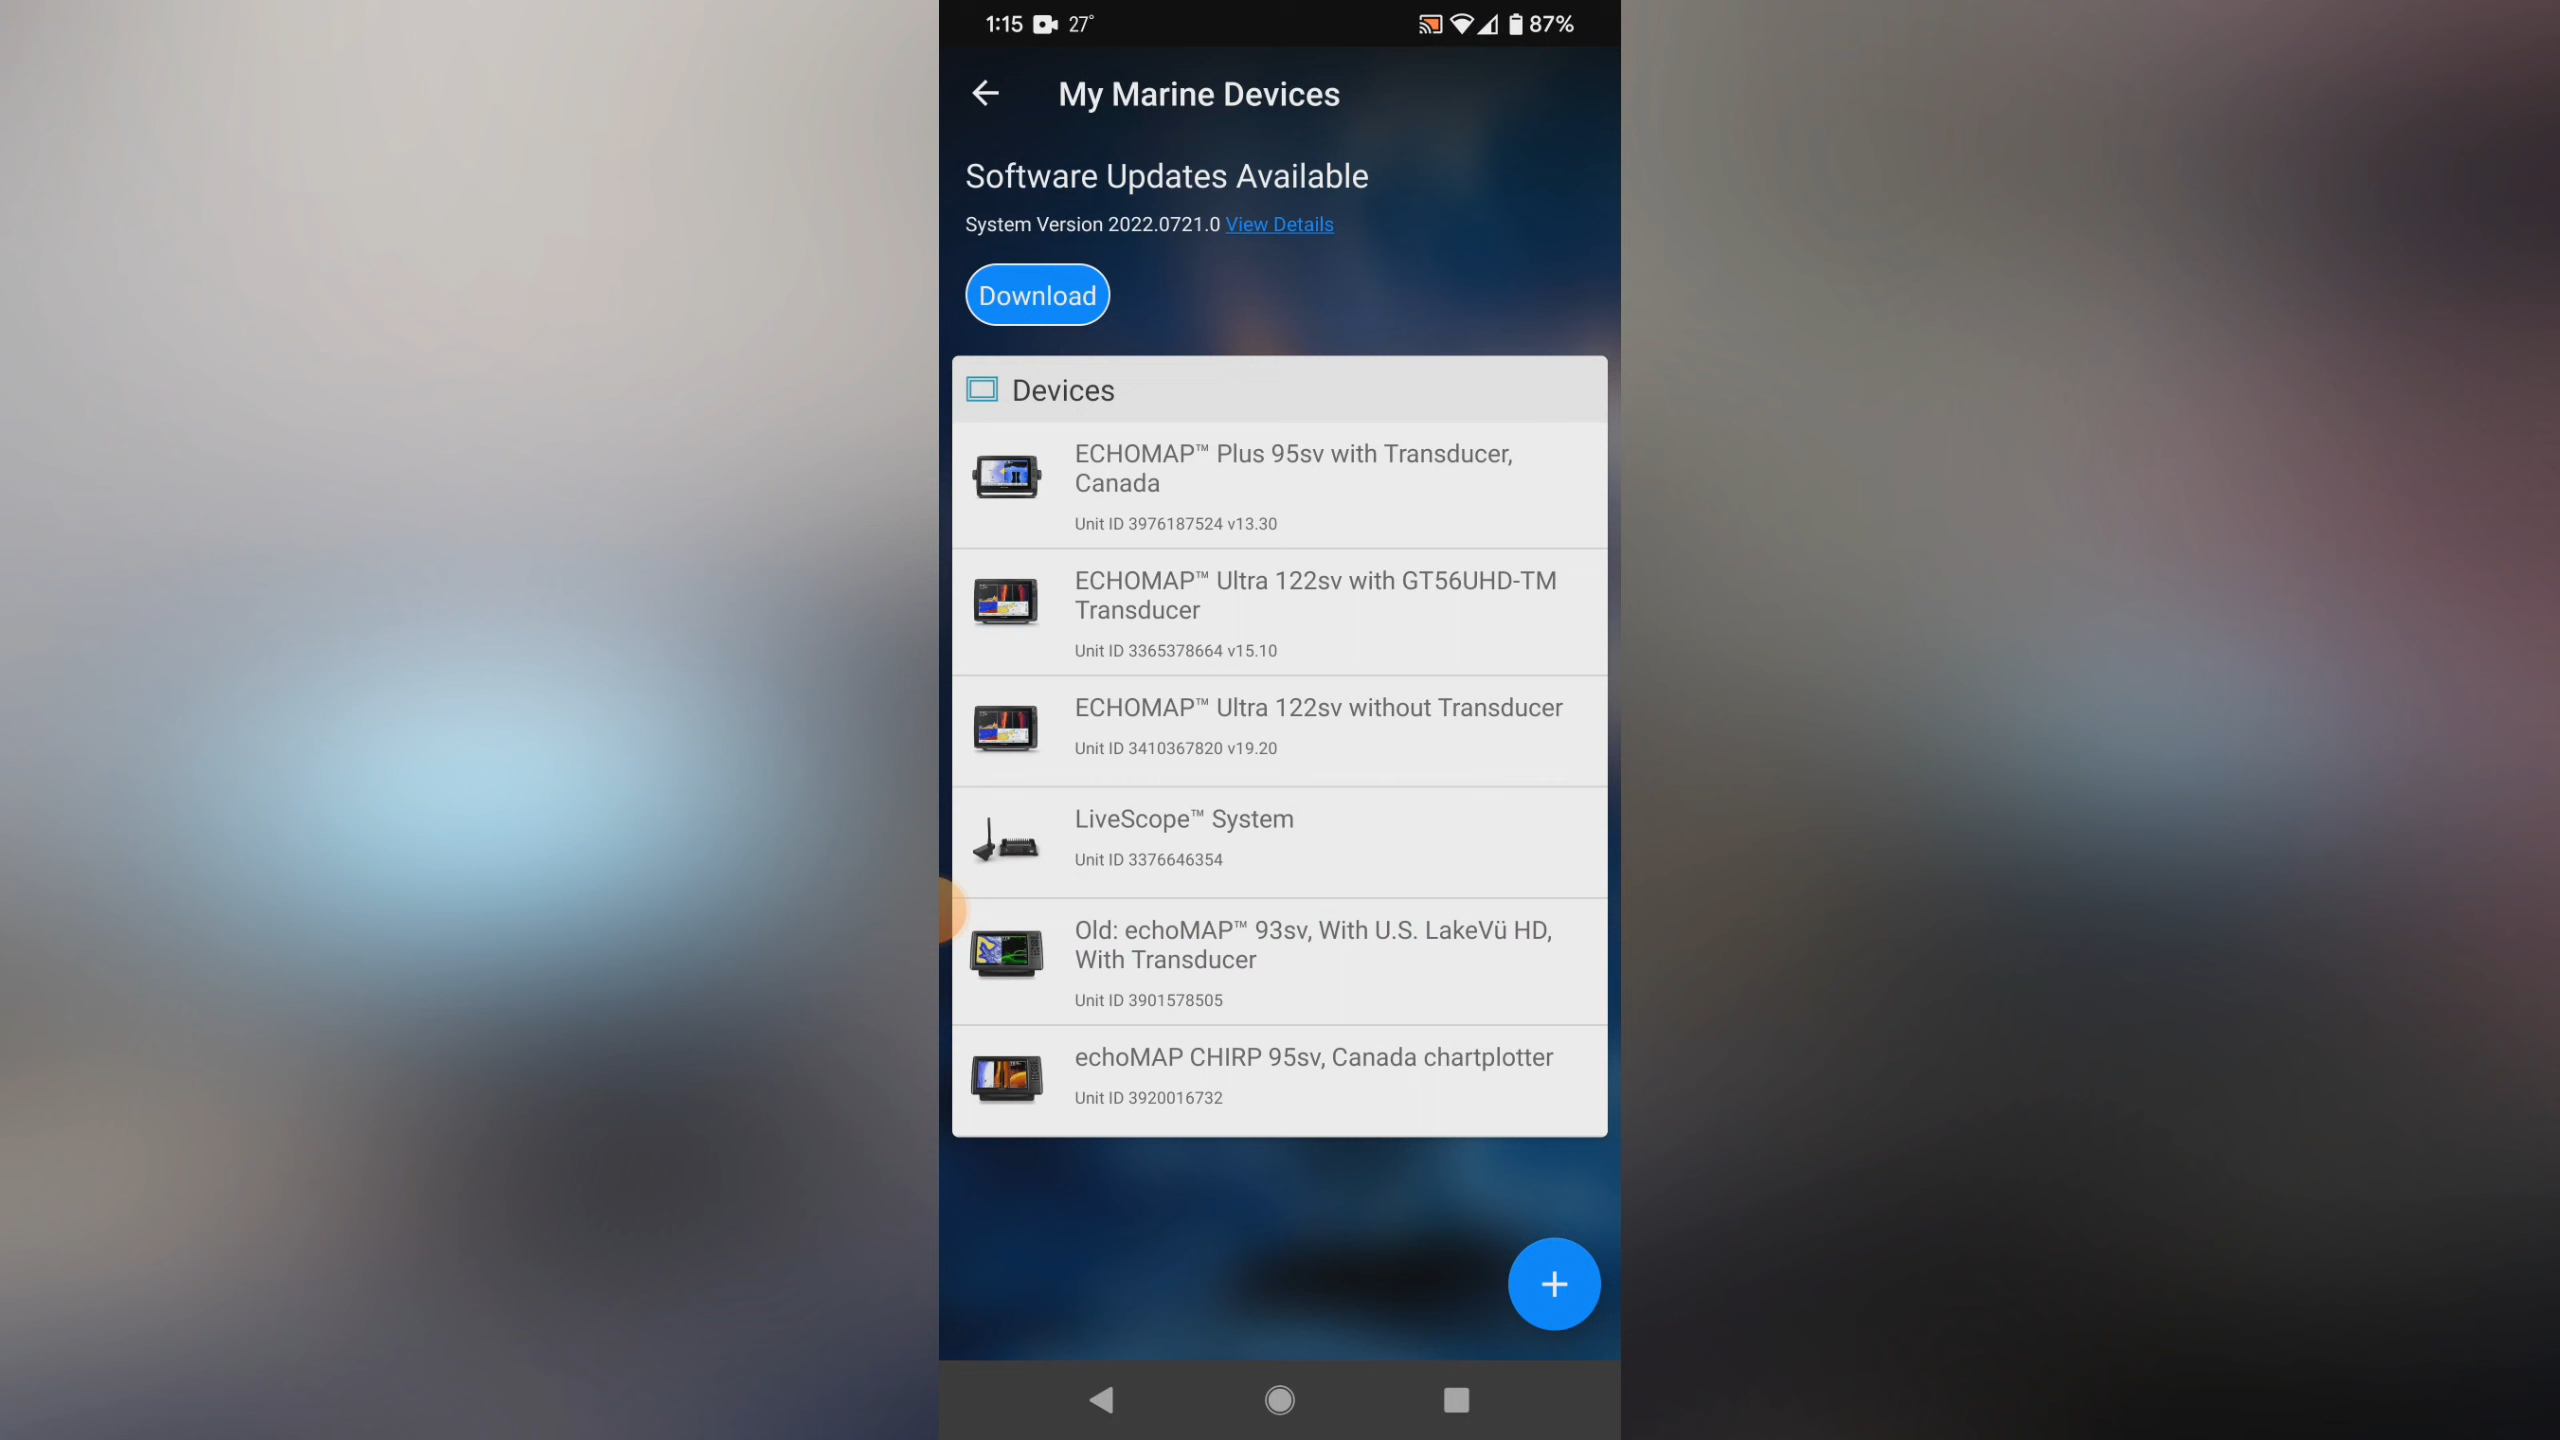 1:15 27° 87%
My Marine Devices
Software Updates Available
System Version 2022.0721.0 View Details
Download
Devices
ECHOMAP™ Plus 95sv with Transducer,
Canada
Unit ID 3976187524 v13.30
ECHOMAP™ Ultra 122sv with GT56UHD-TM
Transducer
Unit ID 3365378664 v15.10
ECHOMAP™ Ultra 122sv without Transducer
Unit ID 3410367820 v19.20
LiveScope™ System
Unit ID 3376646354
Old: echoMAP™ 93sv, With U.S. LakeVü HD,
With Transducer
Unit ID 3901578505
echoMAP CHIRP 95sv, Canada chartplotter
Unit ID 3920016732